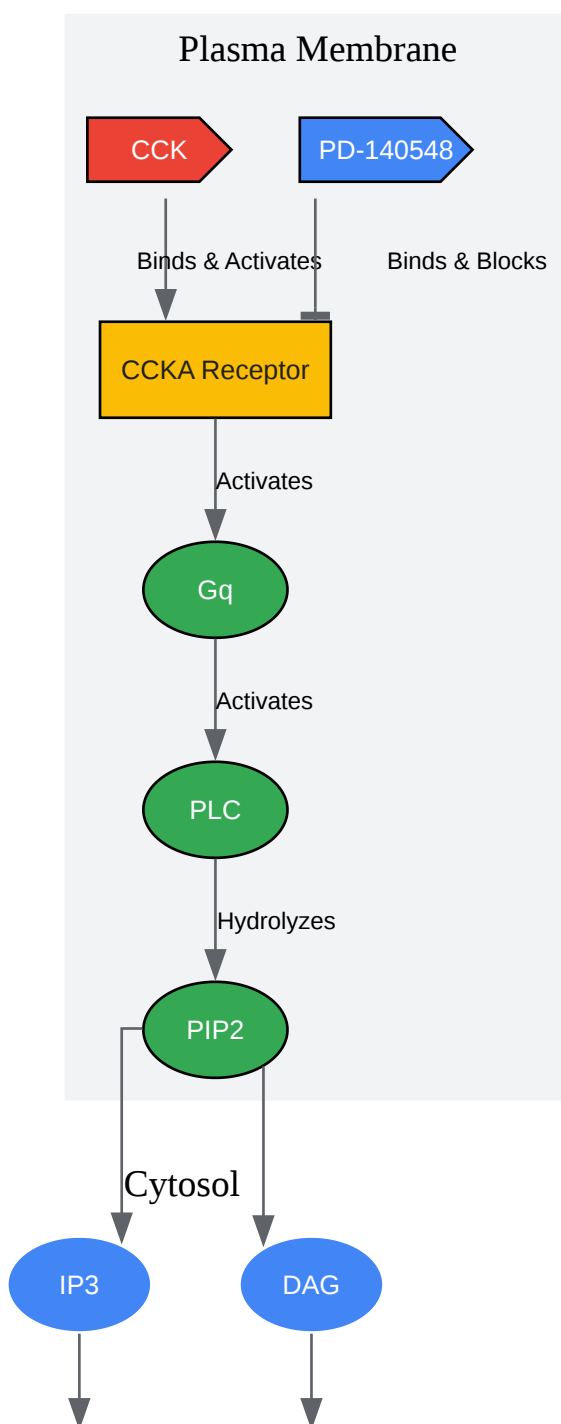 Plasma Membrane
CCK
PD-140548
Binds & Activates
Binds & Blocks
CCKA Receptor
Activates
Gq
Activates
PLC
Hydrolyzes
PIP2
Cytosol
IP3
DAG